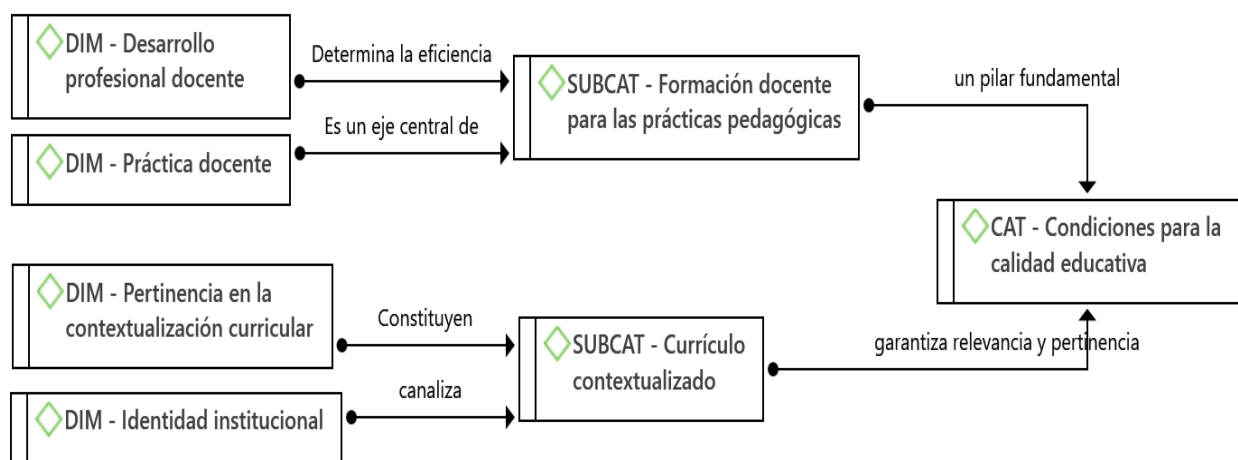 DIM - Desarrollo
profesional docente
Determina la eficiencia
Es un eje central de
DIM - Práctica docente
SUBCAT - Formación docente
para las prácticas pedagógicas
un pilar fundamental
CAT - Condiciones para la
calidad educativa
DIM - Pertinencia en la
contextualización curricular
Constituyen
canaliza
DIM - Identidad institucional
SUBCAT - Currículo
contextualizado
garantiza relevancia y pertinencia